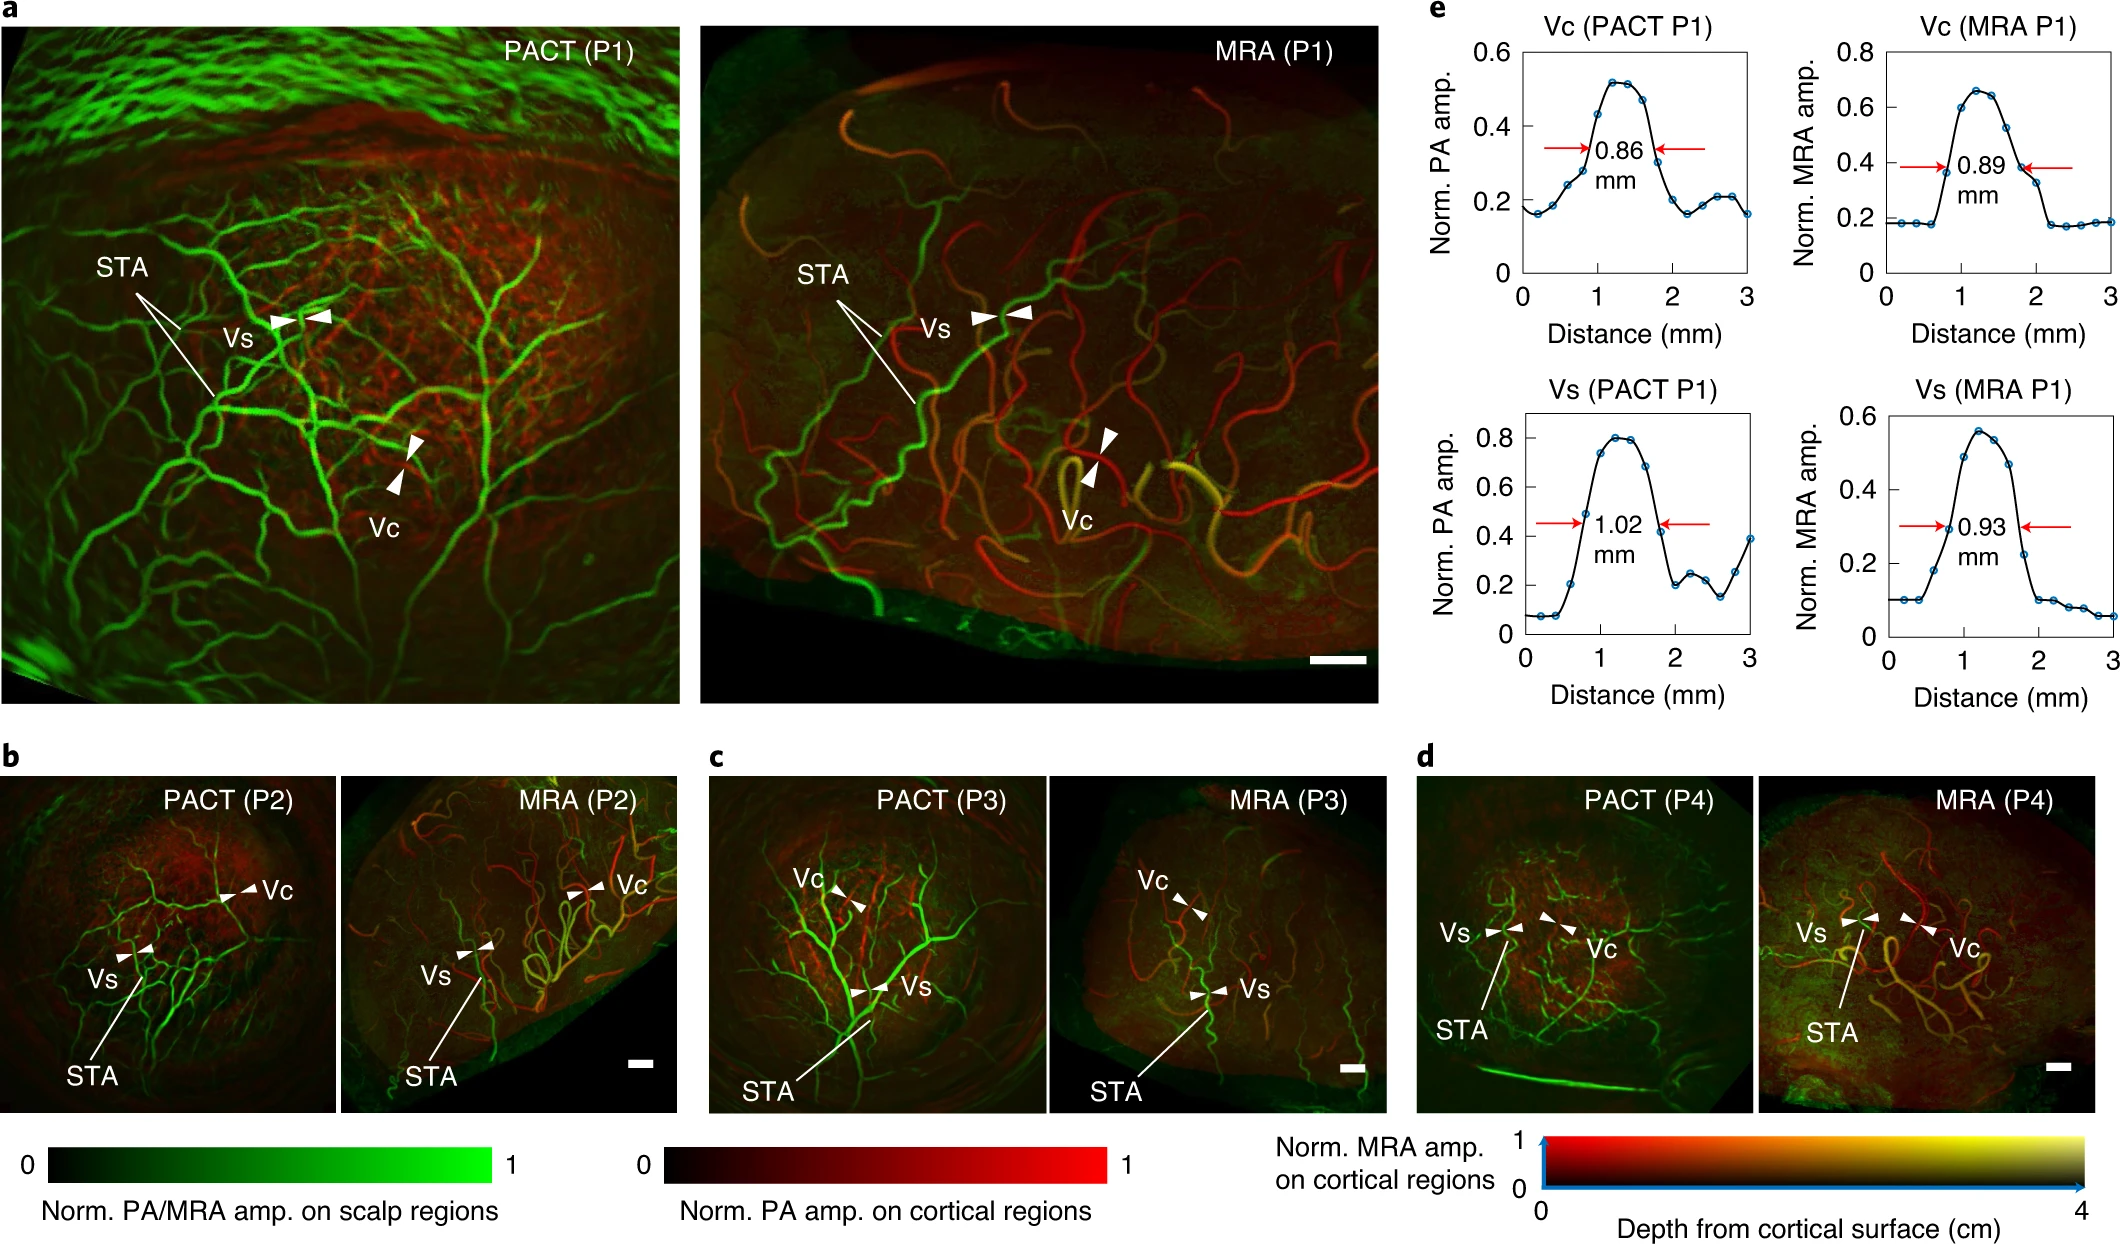 a
PACT (P1)
STA
Vs
Vc
MRA (P1)
STA
Vs
Vc
e
Vc (PACT P1)
Norm. PA amp.
0.6
0.4
0.2
0
0.86
mm
0 1 2 3
Distance (mm)
Vc (MRA P1)
Norm. MRA amp.
0.8
0.6
0.4
0.2
0
0.89
mm
0 1 2 3
Distance (mm)
Vs (PACT P1)
Norm. PA amp.
0.8
0.6
0.4
0.2
0
1.02
mm
0 1 2 3
Distance (mm)
Vs (MRA P1)
Norm. MRA amp.
0.6
0.4
0.2
0
0.93
mm
0 1 2 3
Distance (mm)
b
PACT (P2)
Vc
Vs
STA
MRA (P2)
Vc
Vs
STA
c
PACT (P3)
Vc
Vs
STA
MRA (P3)
Vc
Vs
STA
d
PACT (P4)
Vs
Vc
STA
MRA (P4)
Vs
Vc
STA
0 1
Norm. PA/MRA amp. on scalp regions
0 1
Norm. PA amp. on cortical regions
Norm. MRA amp.
on cortical regions
1
0
0 4
Depth from cortical surface (cm)